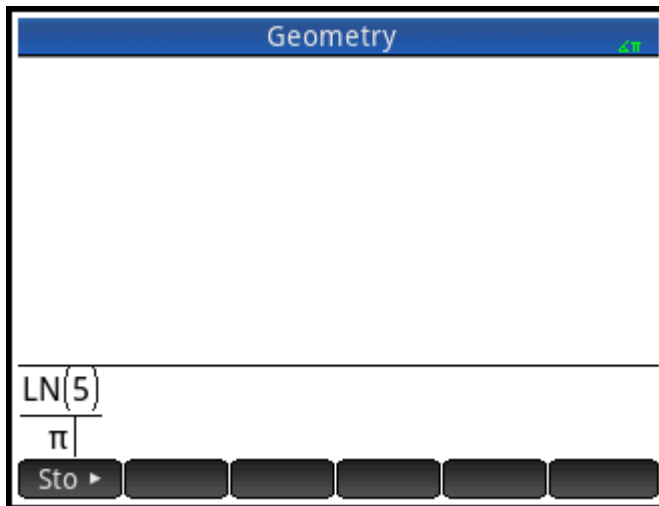 Geometry
∡π
LN(5)
π
Sto ►